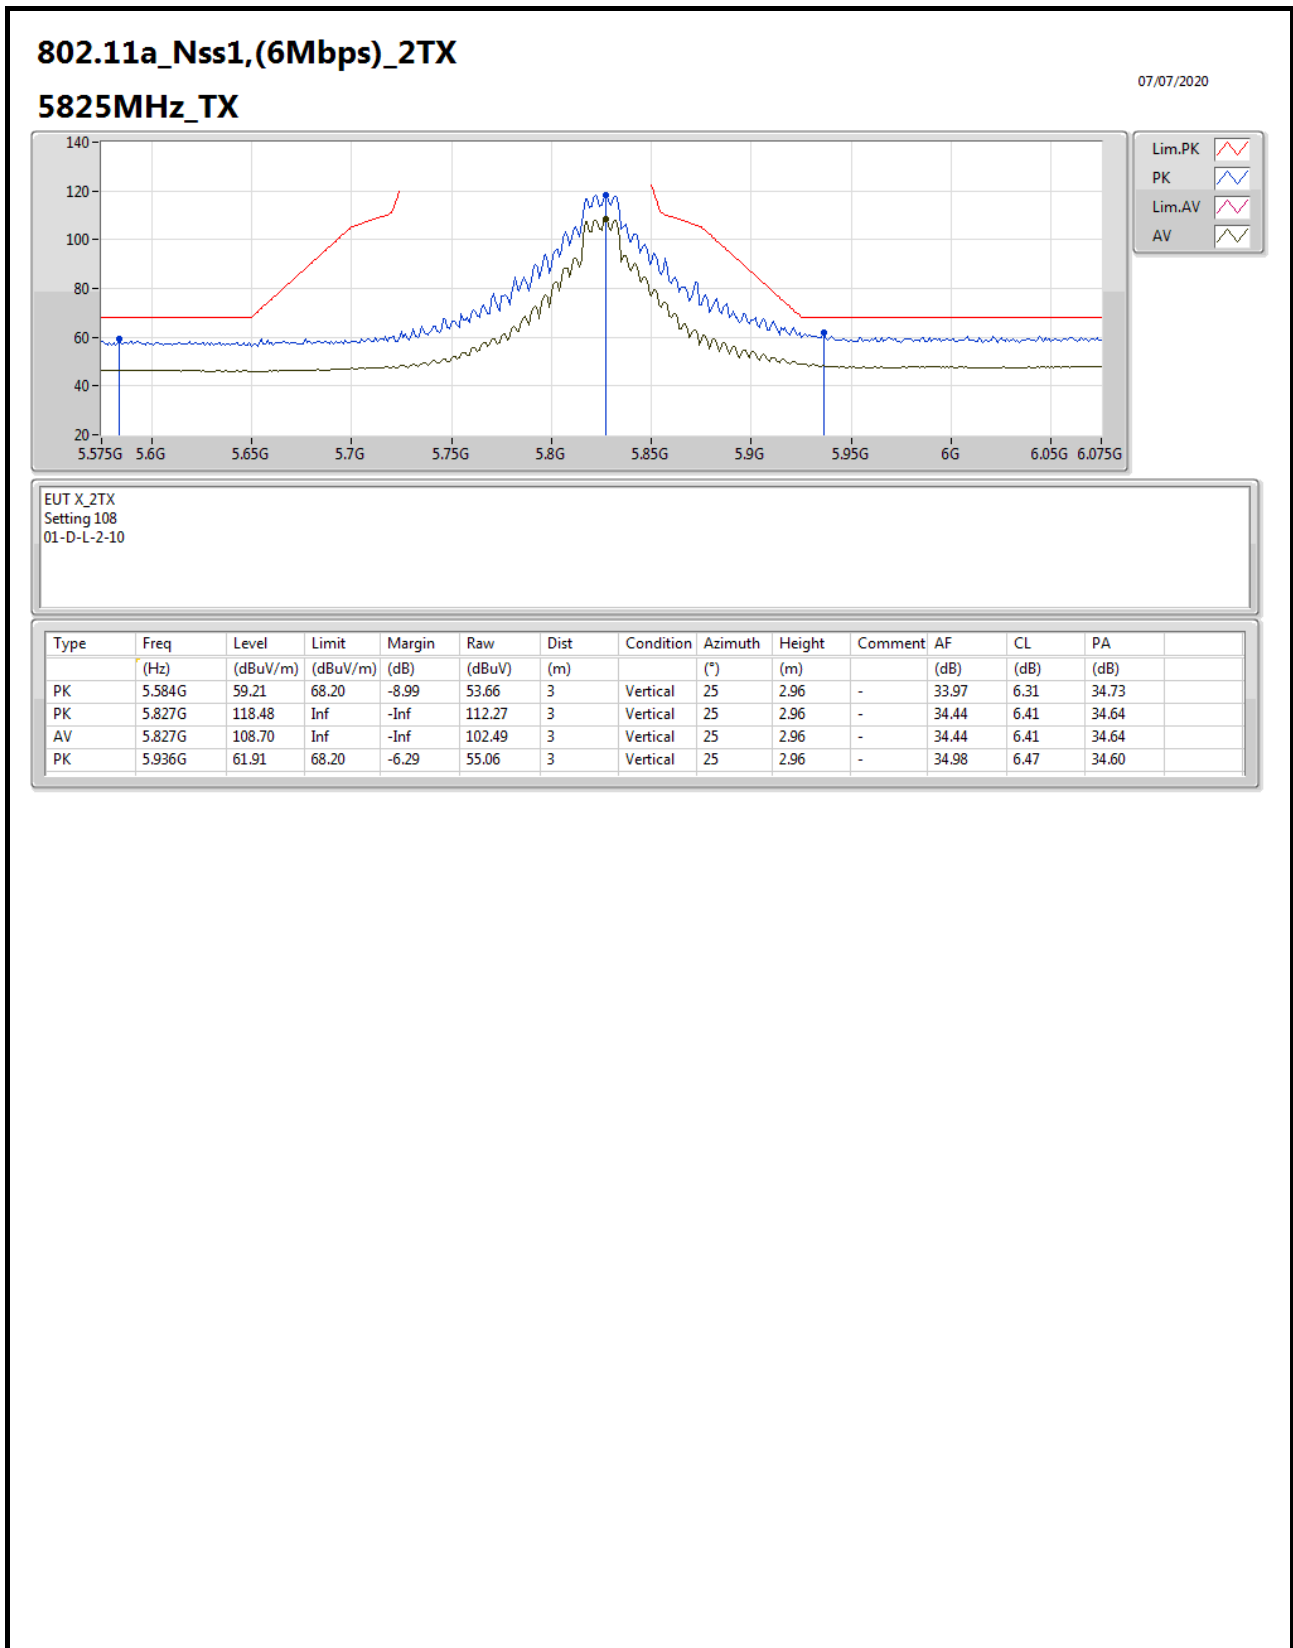 802.11a_Nss1,(6Mbps)_2TX
07/07/2020
5825MHz_TX
140
120
100
80
60
40
20
5.575G 5.6G 5.65G 5.7G 5.75G 5.8G 5.85G 5.9G 5.95G 6G 6.05G 6.075G
Lim.PK
PK
Lim.AV
AV
EUT X_2TX
Setting 108
01-D-L-2-10
Type Freq Level Limit Margin Raw Dist Condition Azimuth Height Comment AF CL PA
(Hz) (dBuV/m) (dBuV/m) (dB) (dBuV) (m) (°) (m) (dB) (dB) (dB)
PK 5.584G 59.21 68.20 -8.99 53.66 3 Vertical 25 2.96 - 33.97 6.31 34.73
PK 5.827G 118.48 Inf -Inf 112.27 3 Vertical 25 2.96 - 34.44 6.41 34.64
AV 5.827G 108.70 Inf -Inf 102.49 3 Vertical 25 2.96 - 34.44 6.41 34.64
PK 5.936G 61.91 68.20 -6.29 55.06 3 Vertical 25 2.96 - 34.98 6.47 34.60